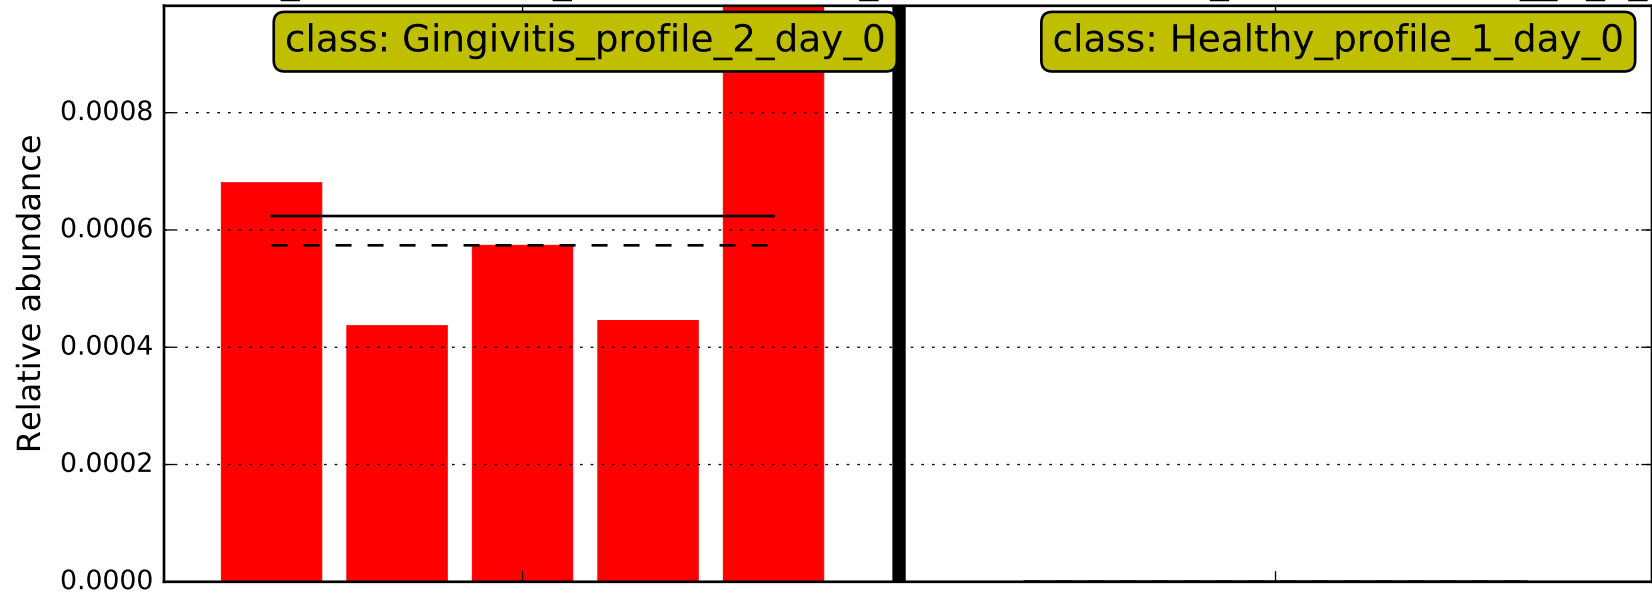 class: Gingivitis_profile_2_day_0
class: Healthy_profile_1_day_0
Relative abundance
0.0008
0.0006
0.0004
0.0002
0.0000